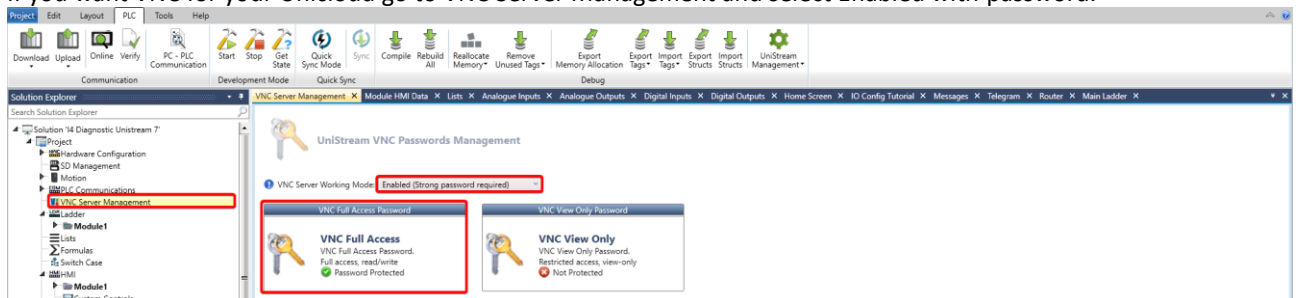 If you want VNC for your Unicloud go to VNC Server Management and select Enabled with password.
Project Edit Layout PLC Tools Help
Download Upload Online Verify PC - PLC Communication Start Stop Get State Quick Sync Mode Sync Compile Rebuild All Reallocate Memory Remove Unused Tags Export Memory Allocation Export Tags Import Tags Export Structs Import Structs UniStream Management
Communication Development Mode Quick Sync Debug
Solution Explorer VNC Server Management Module HMI Data Lists Analogue Inputs Analogue Outputs Digital Inputs Digital Outputs Home Screen IO Config Tutorial Messages Telegram Router Main Ladder
Search Solution Explorer
Solution 'I4 Diagnostic Unistream 7'
Project
Hardware Configuration
SD Management
Motion
PLC Communications
VNC Server Management
Ladder
Module1
Lists
Formulas
Switch Case
HMI
Module1
Custom Controls
UniStream VNC Passwords Management
VNC Server Working Mode: Enabled (Strong password required)
VNC Full Access Password
VNC Full Access
VNC Full Access Password.
Full access, read/write
Password Protected
VNC View Only Password
VNC View Only
VNC View Only Password.
Restricted access, view-only
Not Protected